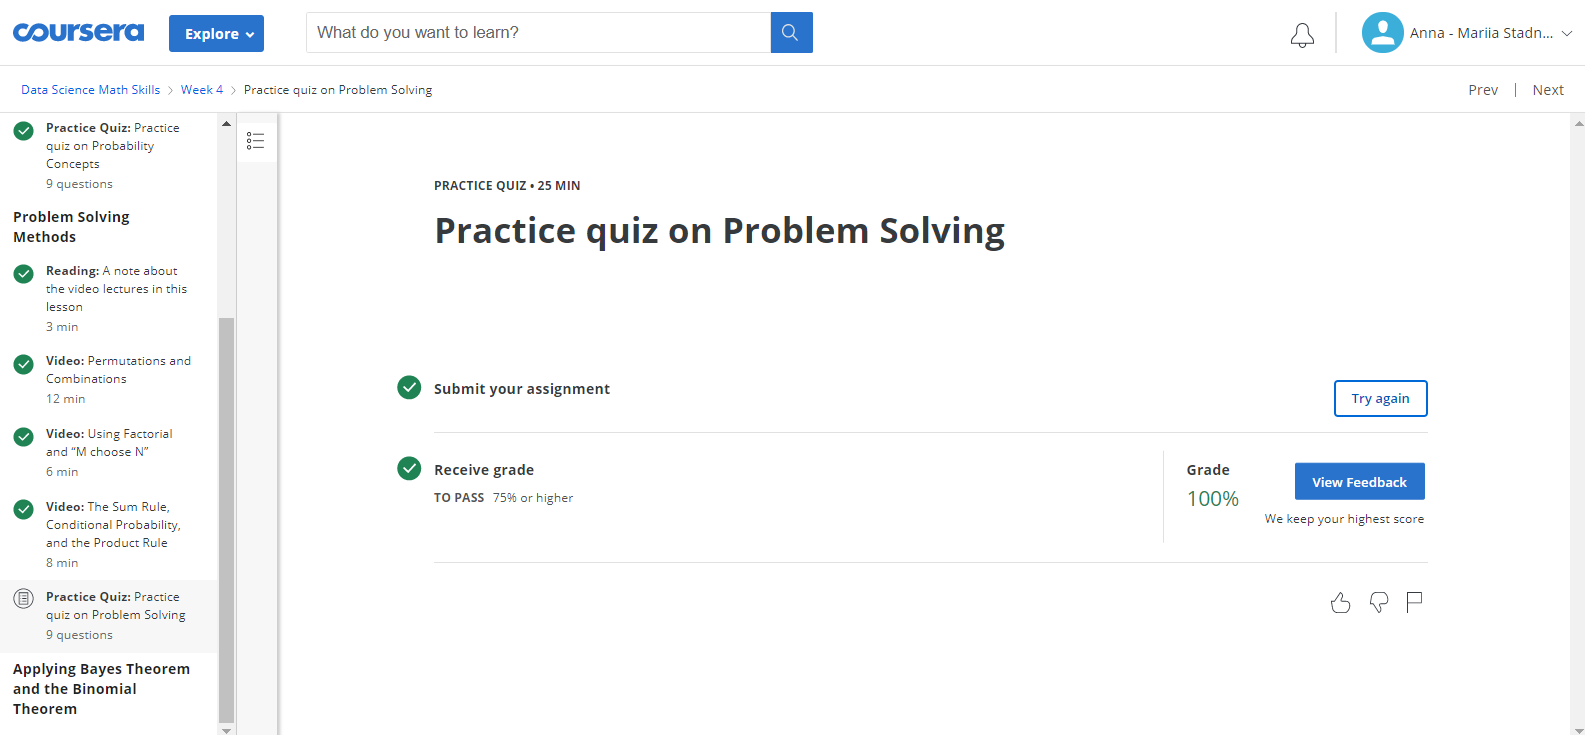 coursera
Explore
What do you want to learn?
Anna - Mariia Stadn...
Data Science Math Skills > Week 4 > Practice quiz on Problem Solving
Prev | Next
Practice Quiz: Practice
quiz on Probability
Concepts
9 questions
Problem Solving
Methods
Reading: A note about
the video lectures in this
lesson
3 min
Video: Permutations and
Combinations
12 min
Video: Using Factorial
and “M choose N”
6 min
Video: The Sum Rule,
Conditional Probability,
and the Product Rule
8 min
Practice Quiz: Practice
quiz on Problem Solving
9 questions
Applying Bayes Theorem
and the Binomial
Theorem
PRACTICE QUIZ • 25 MIN
Practice quiz on Problem Solving
Submit your assignment
Try again
Receive grade
TO PASS 75% or higher
Grade
100%
View Feedback
We keep your highest score